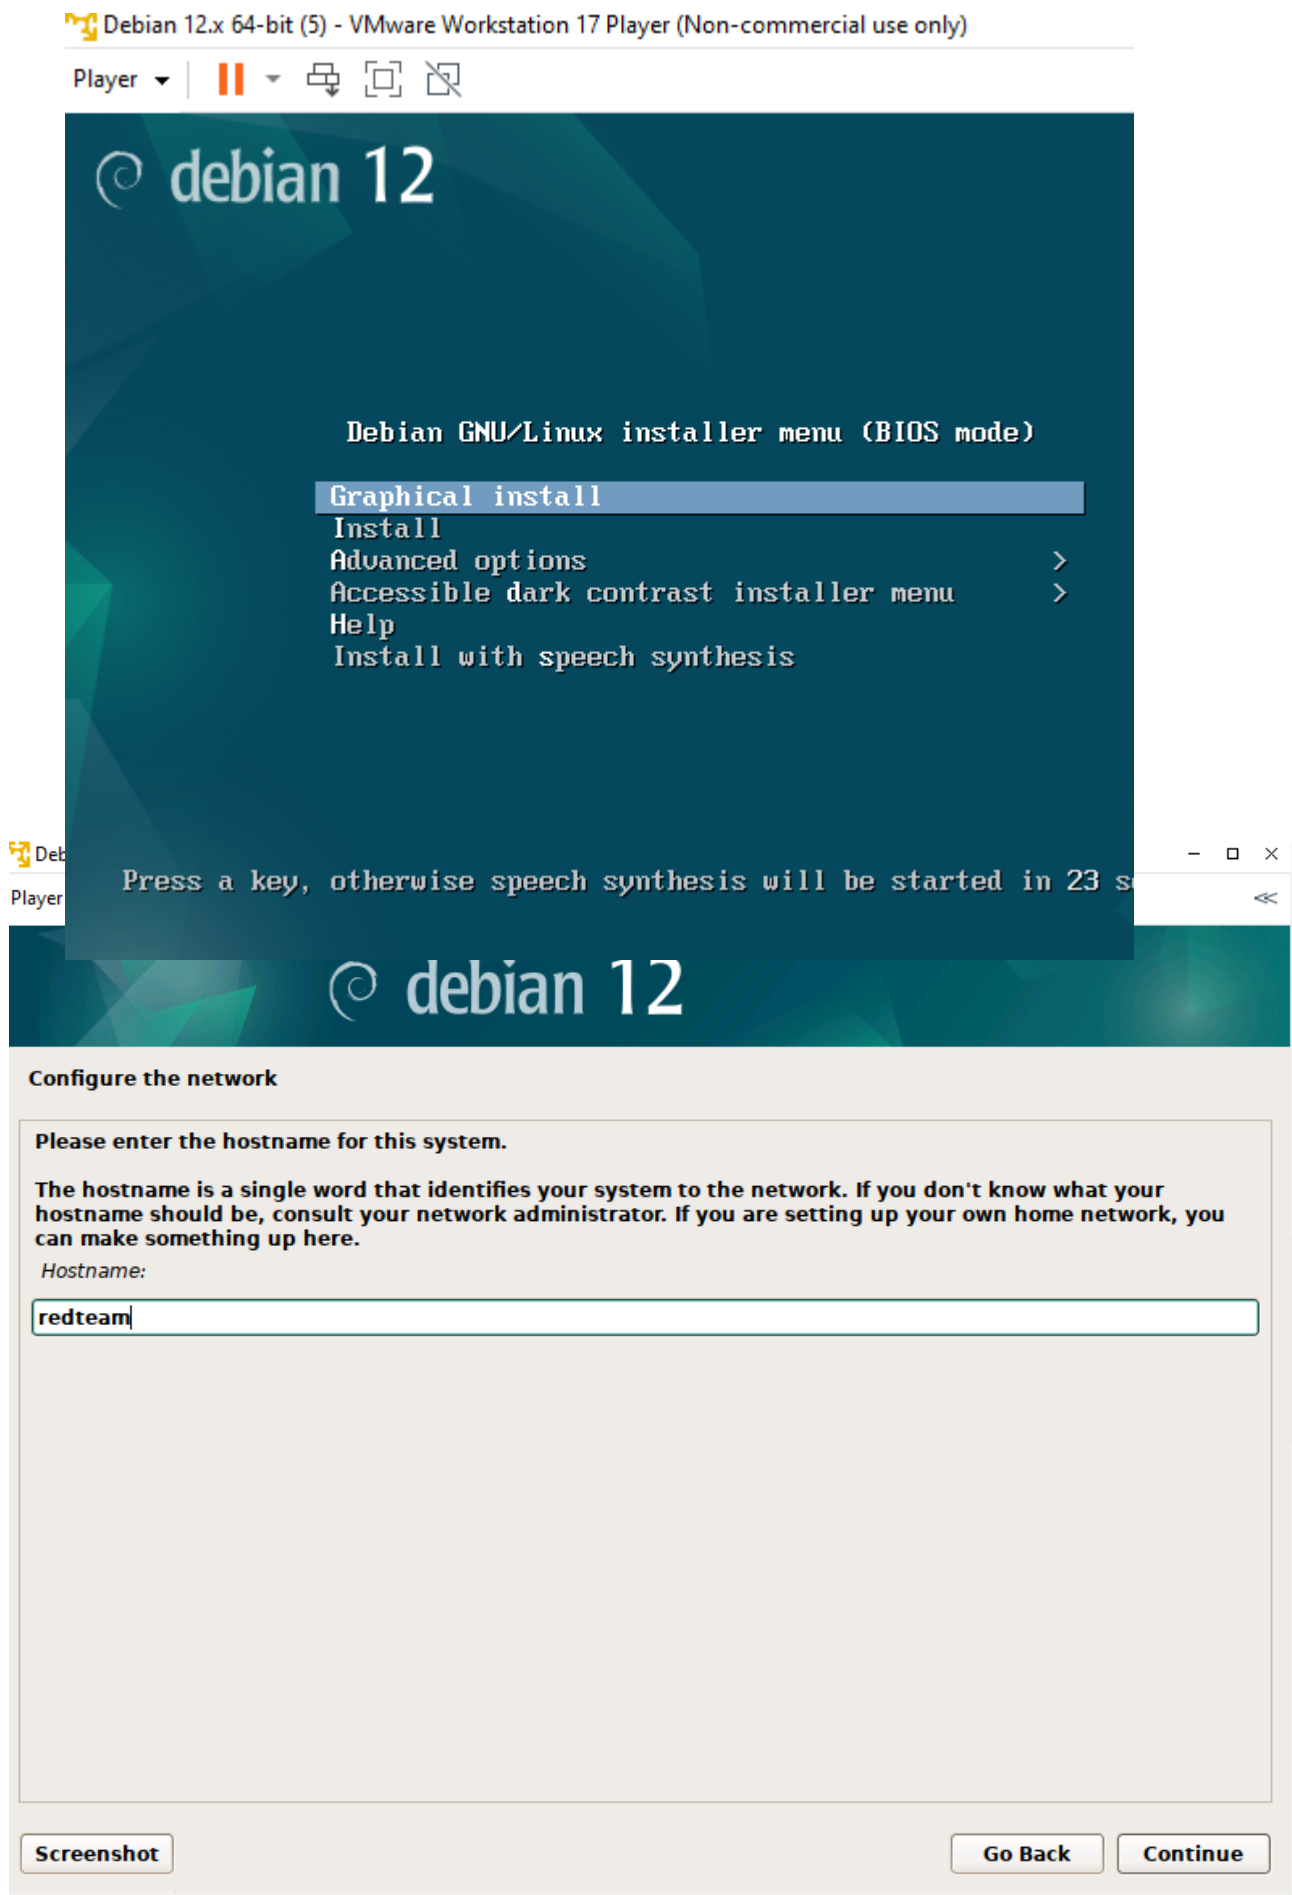 Debian 12.x 64-bit (5) - VMware Workstation 17 Player (Non-commercial use only)
Player
debian 12
Debian GNU/Linux installer menu (BIOS mode)
Graphical install
Install
Advanced options >
Accessible dark contrast installer menu >
Help
Install with speech synthesis
Press a key, otherwise speech synthesis will be started in 23 s
Deb
Player
debian 12
Configure the network
Please enter the hostname for this system.
The hostname is a single word that identifies your system to the network. If you don't know what your
hostname should be, consult your network administrator. If you are setting up your own home network, you
can make something up here.
Hostname:
redteam
Screenshot
Go Back
Continue